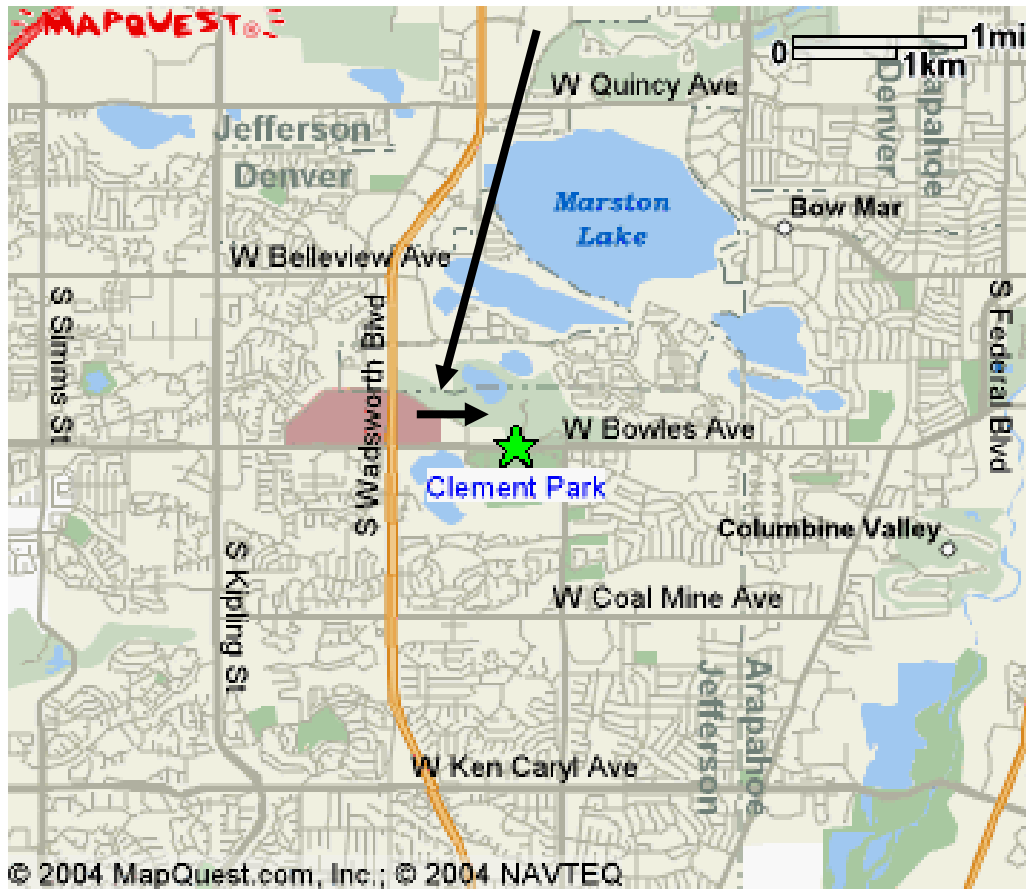 MAPQUEST®
0
1mi
1km
W Quincy Ave
Jefferson
Denver
Denver
Arapahoe
Marston
Lake
Bow Mar
W Belleview Ave
S Simms St
S Wadsworth Blvd
S Federal Blvd
W Bowles Ave
Clement Park
Columbine Valley
S Kipling St
W Coal Mine Ave
Jefferson
Arapahoe
W Ken Caryl Ave
© 2004 MapQuest.com, Inc.; © 2004 NAVTEQ